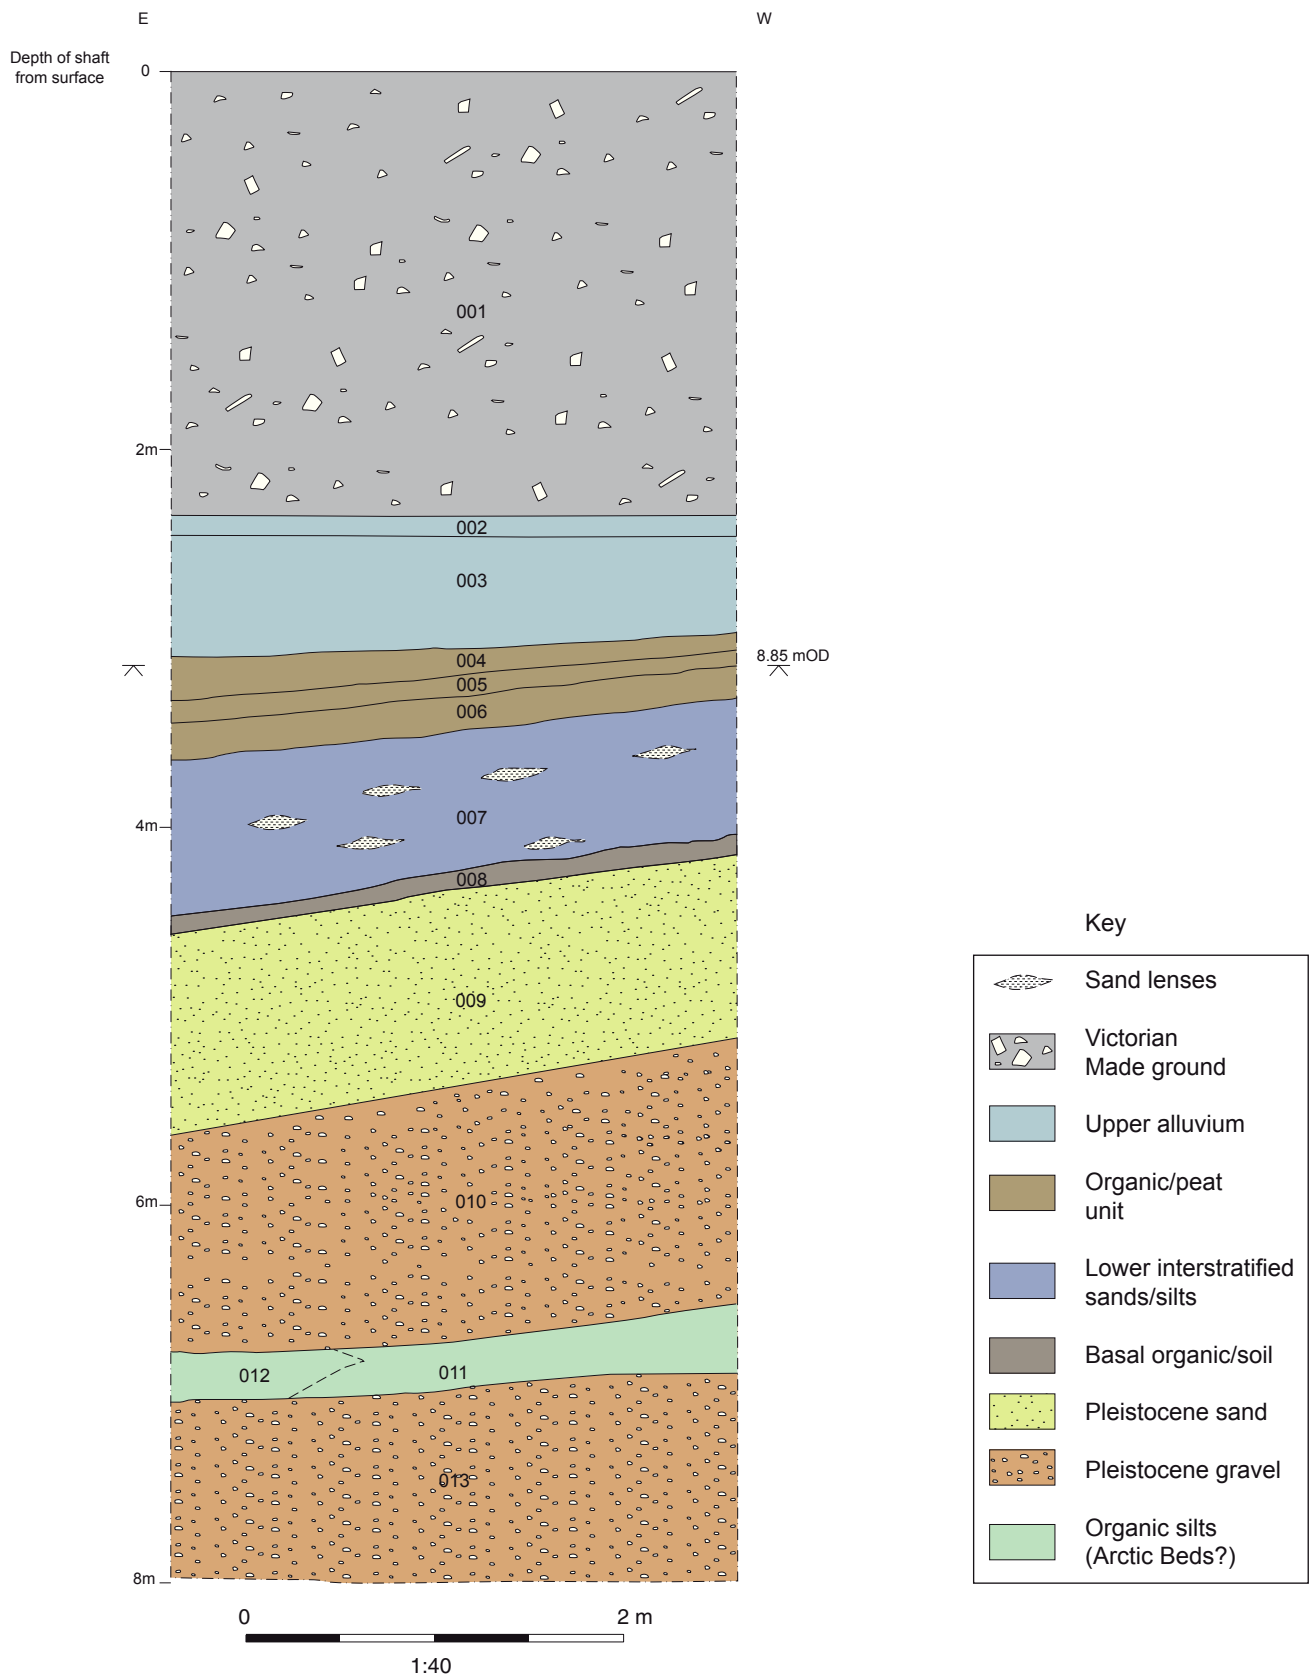 E
W
Depth of shaft
from surface
0
001
2m
002
003
004
8.85 mOD
005
006
007
4m
008
009
010
6m
012
011
013
8m
0
2 m
1:40
Key
Sand lenses
Victorian
Made ground
Upper alluvium
Organic/peat
unit
Lower interstratified
sands/silts
Basal organic/soil
Pleistocene sand
Pleistocene gravel
Organic silts
(Arctic Beds?)